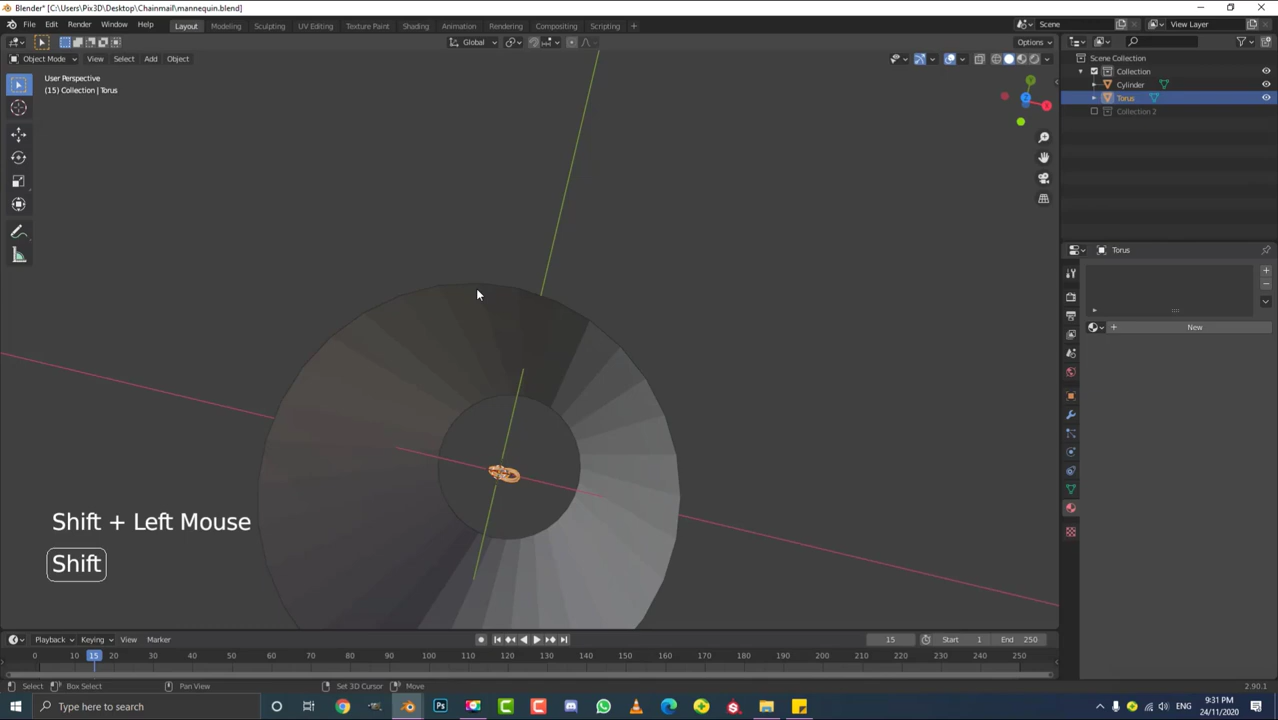 Blender* [C:\Users\Pix3D\Desktop\Chainmail\mannequin.blend]
File Edit Render Window Help Layout Modeling Sculpting UV Editing Texture Paint Shading Animation Rendering Compositing Scripting + Scene View Layer
Global Options
Object Mode View Select Add Object
User Perspective
(15) Collection | Torus
Scene Collection
Collection
Cylinder
Torus
Collection 2
Y
Z
X
Torus
New
Shift + Left Mouse
Shift
Playback Keying View Marker 15 Start 1 End 250
0 10 15 20 30 40 50 60 70 80 90 100 110 120 130 140 150 160 170 180 190 200 210 220 230 240 250
Select Box Select Pan View Set 3D Cursor Move 2.90.1
Type here to search
ENG
9:31 PM
24/11/2020